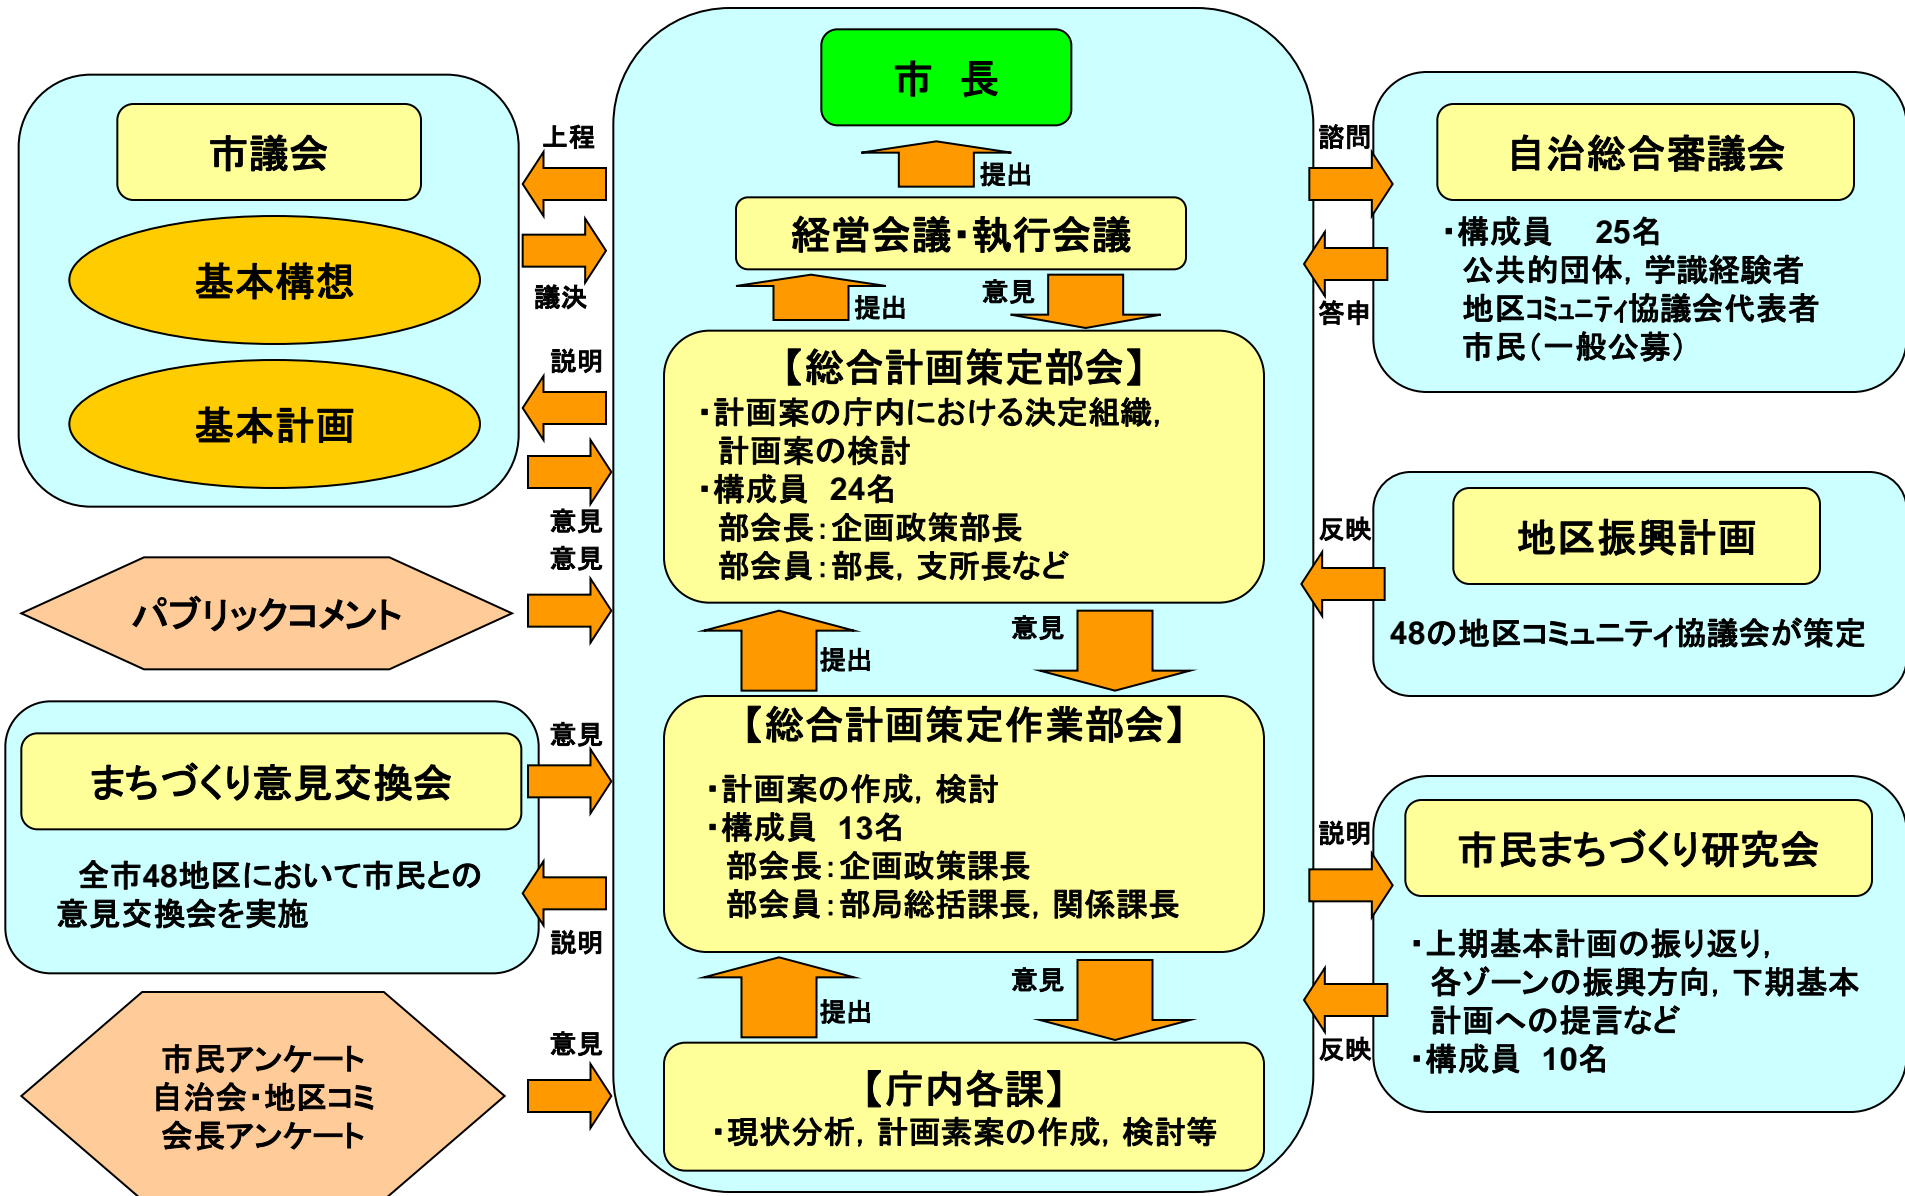 市議会
基本構想
基本計画
上程
議決
説明
意見
意見
パブリックコメント
まちづくり意見交換会
全市48地区において市民との
意見交換会を実施
意見
説明
市民アンケート
自治会・地区コミ
会長アンケート
意見
市 長
提出
経営会議・執行会議
提出
意見
【総合計画策定部会】
・計画案の庁内における決定組織，
計画案の検討
・構成員 24名
部会長：企画政策部長
部会員：部長，支所長など
提出
意見
【総合計画策定作業部会】
・計画案の作成，検討
・構成員 13名
部会長：企画政策課長
部会員：部局総括課長，関係課長
提出
意見
【庁内各課】
・現状分析，計画素案の作成，検討等
諮問
答申
自治総合審議会
・構成員 25名
公共的団体，学識経験者
地区コミュニティ協議会代表者
市民（一般公募）
反映
地区振興計画
48の地区コミュニティ協議会が策定
説明
反映
市民まちづくり研究会
・上期基本計画の振り返り，
各ゾーンの振興方向，下期基本
計画への提言など
・構成員 10名